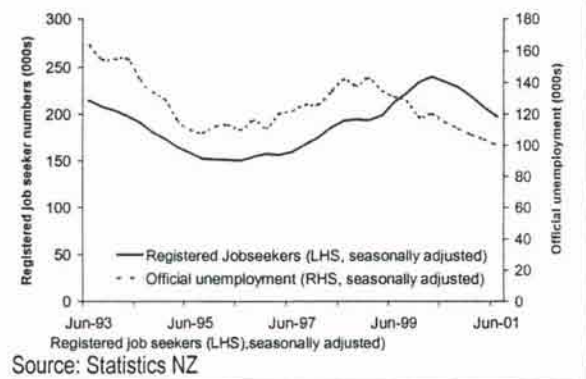 300
250
200
150
100
50
0
Registered job seeker numbers (000s)
180
160
140
120
100
80
60
40
20
0
Official unemployment (000s)
Registered Jobseekers (LHS, seasonally adjusted)
Official unemployment (RHS, seasonally adjusted)
Jun-93 Jun-95 Jun-97 Jun-99 Jun-01
Registered job seekers (LHS),seasonally adjusted)
Source: Statistics NZ